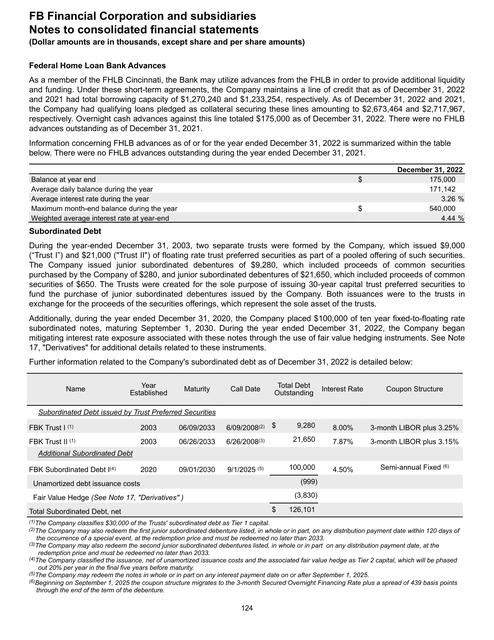 FB Financial Corporation and subsidiaries
Notes to consolidated financial statements
(Dollar amounts are in thousands, except share and per share amounts)
Federal Home Loan Bank Advances
As a member of the FHLB Cincinnati, the Bank may utilize advances from the FHLB in order to provide additional liquidity
and funding. Under these short-term agreements, the Company maintains a line of credit that as of December 31, 2022
and 2021 had total borrowing capacity of $1,270,240 and $1,233,254, respectively. As of December 31, 2022 and 2021,
the Company had qualifying loans pledged as collateral securing these lines amounting to $2,673,464 and $2,717,967,
respectively. Overnight cash advances against this line totaled $175,000 as of December 31, 2022. There were no FHLB
advances outstanding as of December 31, 2021.
Information concerning FHLB advances as of or for the year ended December 31, 2022 is summarized within the table
below. There were no FHLB advances outstanding during the year ended December 31, 2021.
December 31, 2022
Balance at year end $ 175,000
Average daily balance during the year 171,142
Average interest rate during the year 3.26 %
Maximum month-end balance during the year $ 540,000
Weighted average interest rate at year-end 4.44 %
Subordinated Debt
During the year-ended December 31, 2003, two separate trusts were formed by the Company, which issued $9,000
("Trust I") and $21,000 ("Trust II") of floating rate trust preferred securities as part of a pooled offering of such securities.
The Company issued junior subordinated debentures of $9,280, which included proceeds of common securities
purchased by the Company of $280, and junior subordinated debentures of $21,650, which included proceeds of common
securities of $650. The Trusts were created for the sole purpose of issuing 30-year capital trust preferred securities to
fund the purchase of junior subordinated debentures issued by the Company. Both issuances were to the trusts in
exchange for the proceeds of the securities offerings, which represent the sole asset of the trusts.
Additionally, during the year ended December 31, 2020, the Company placed $100,000 of ten year fixed-to-floating rate
subordinated notes, maturing September 1, 2030. During the year ended December 31, 2022, the Company began
mitigating interest rate exposure associated with these notes through the use of fair value hedging instruments. See Note
17, "Derivatives" for additional details related to these instruments.
Further information related to the Company's subordinated debt as of December 31, 2022 is detailed below:
Name Year Established Maturity Call Date Total Debt Outstanding Interest Rate Coupon Structure
Subordinated Debt issued by Trust Preferred Securities
FBK Trust I (1) 2003 06/09/2033 6/09/2008(2) $ 9,280 8.00% 3-month LIBOR plus 3.25%
FBK Trust II (1) 2003 06/26/2033 6/26/2008(3) 21,650 7.87% 3-month LIBOR plus 3.15%
Additional Subordinated Debt
FBK Subordinated Debt I(4) 2020 09/01/2030 9/1/2025 (5) 100,000 4.50% Semi-annual Fixed (6)
Unamortized debt issuance costs (999)
Fair Value Hedge (See Note 17, "Derivatives") (3,830)
Total Subordinated Debt, net $ 126,101
(1)The Company classifies $30,000 of the Trusts' subordinated debt as Tier 1 capital.
(2)The Company may also redeem the first junior subordinated debenture listed, in whole or in part, on any distribution payment date within 120 days of
the occurrence of a special event, at the redemption price and must be redeemed no later than 2033.
(3)The Company may also redeem the second junior subordinated debentures listed, in whole or in part on any distribution payment date, at the
redemption price and must be redeemed no later than 2033.
(4)The Company classified the issuance, net of unamortized issuance costs and the associated fair value hedge as Tier 2 capital, which will be phased
out 20% per year in the final five years before maturity.
(5)The Company may redeem the notes in whole or in part on any interest payment date on or after September 1, 2025.
(6)Beginning on September 1, 2025 the coupon structure migrates to the 3-month Secured Overnight Financing Rate plus a spread of 439 basis points
through the end of the term of the debenture.
124